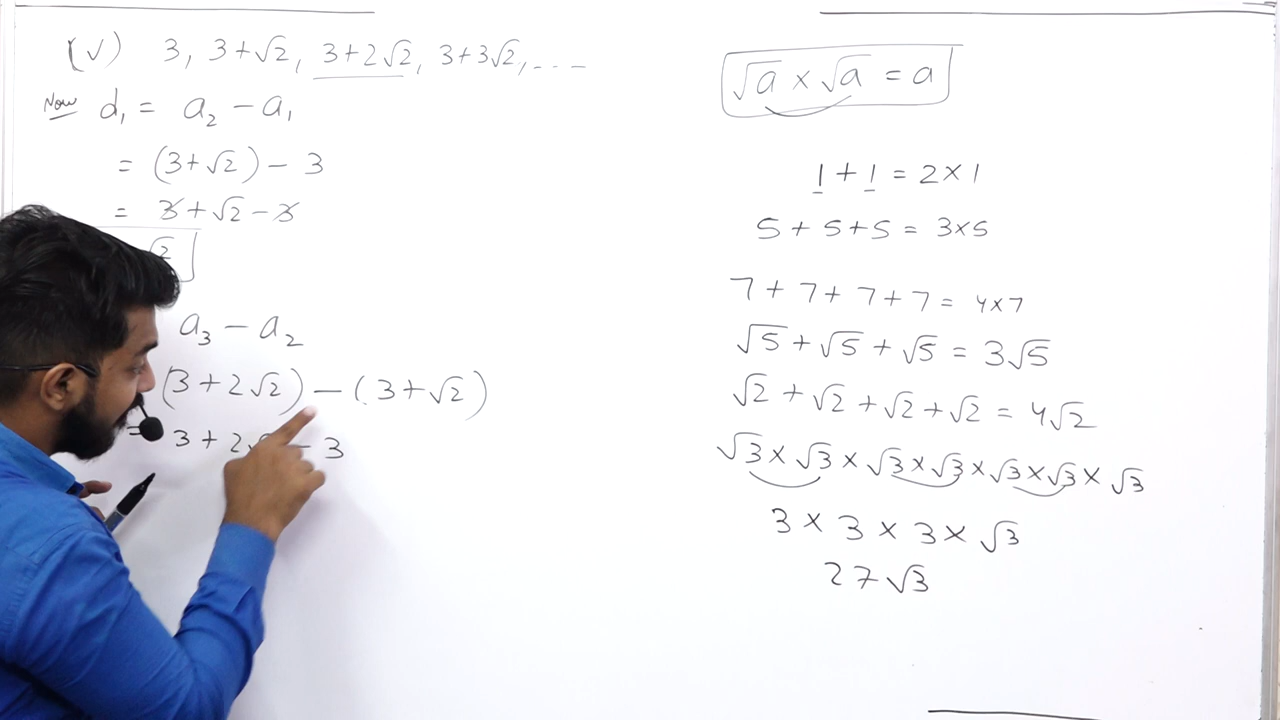 (v) 3, 3+√2, 3+2√2, 3+3√2, ....
Now d₁ = a₂ - a₁
= (3+√2) - 3
= 3+√2-3
√2
a₃ - a₂
(3+2√2) - (3+√2)
= 3+2√2 - 3
√a × √a = a
1 + 1 = 2×1
5 + 5 + 5 = 3×5
7 + 7 + 7 + 7 = 4×7
√5 + √5 + √5 = 3√5
√2 + √2 + √2 + √2 = 4√2
√3 × √3 × √3 × √3 × √3 × √3 × √3
3 × 3 × 3 × √3
27√3